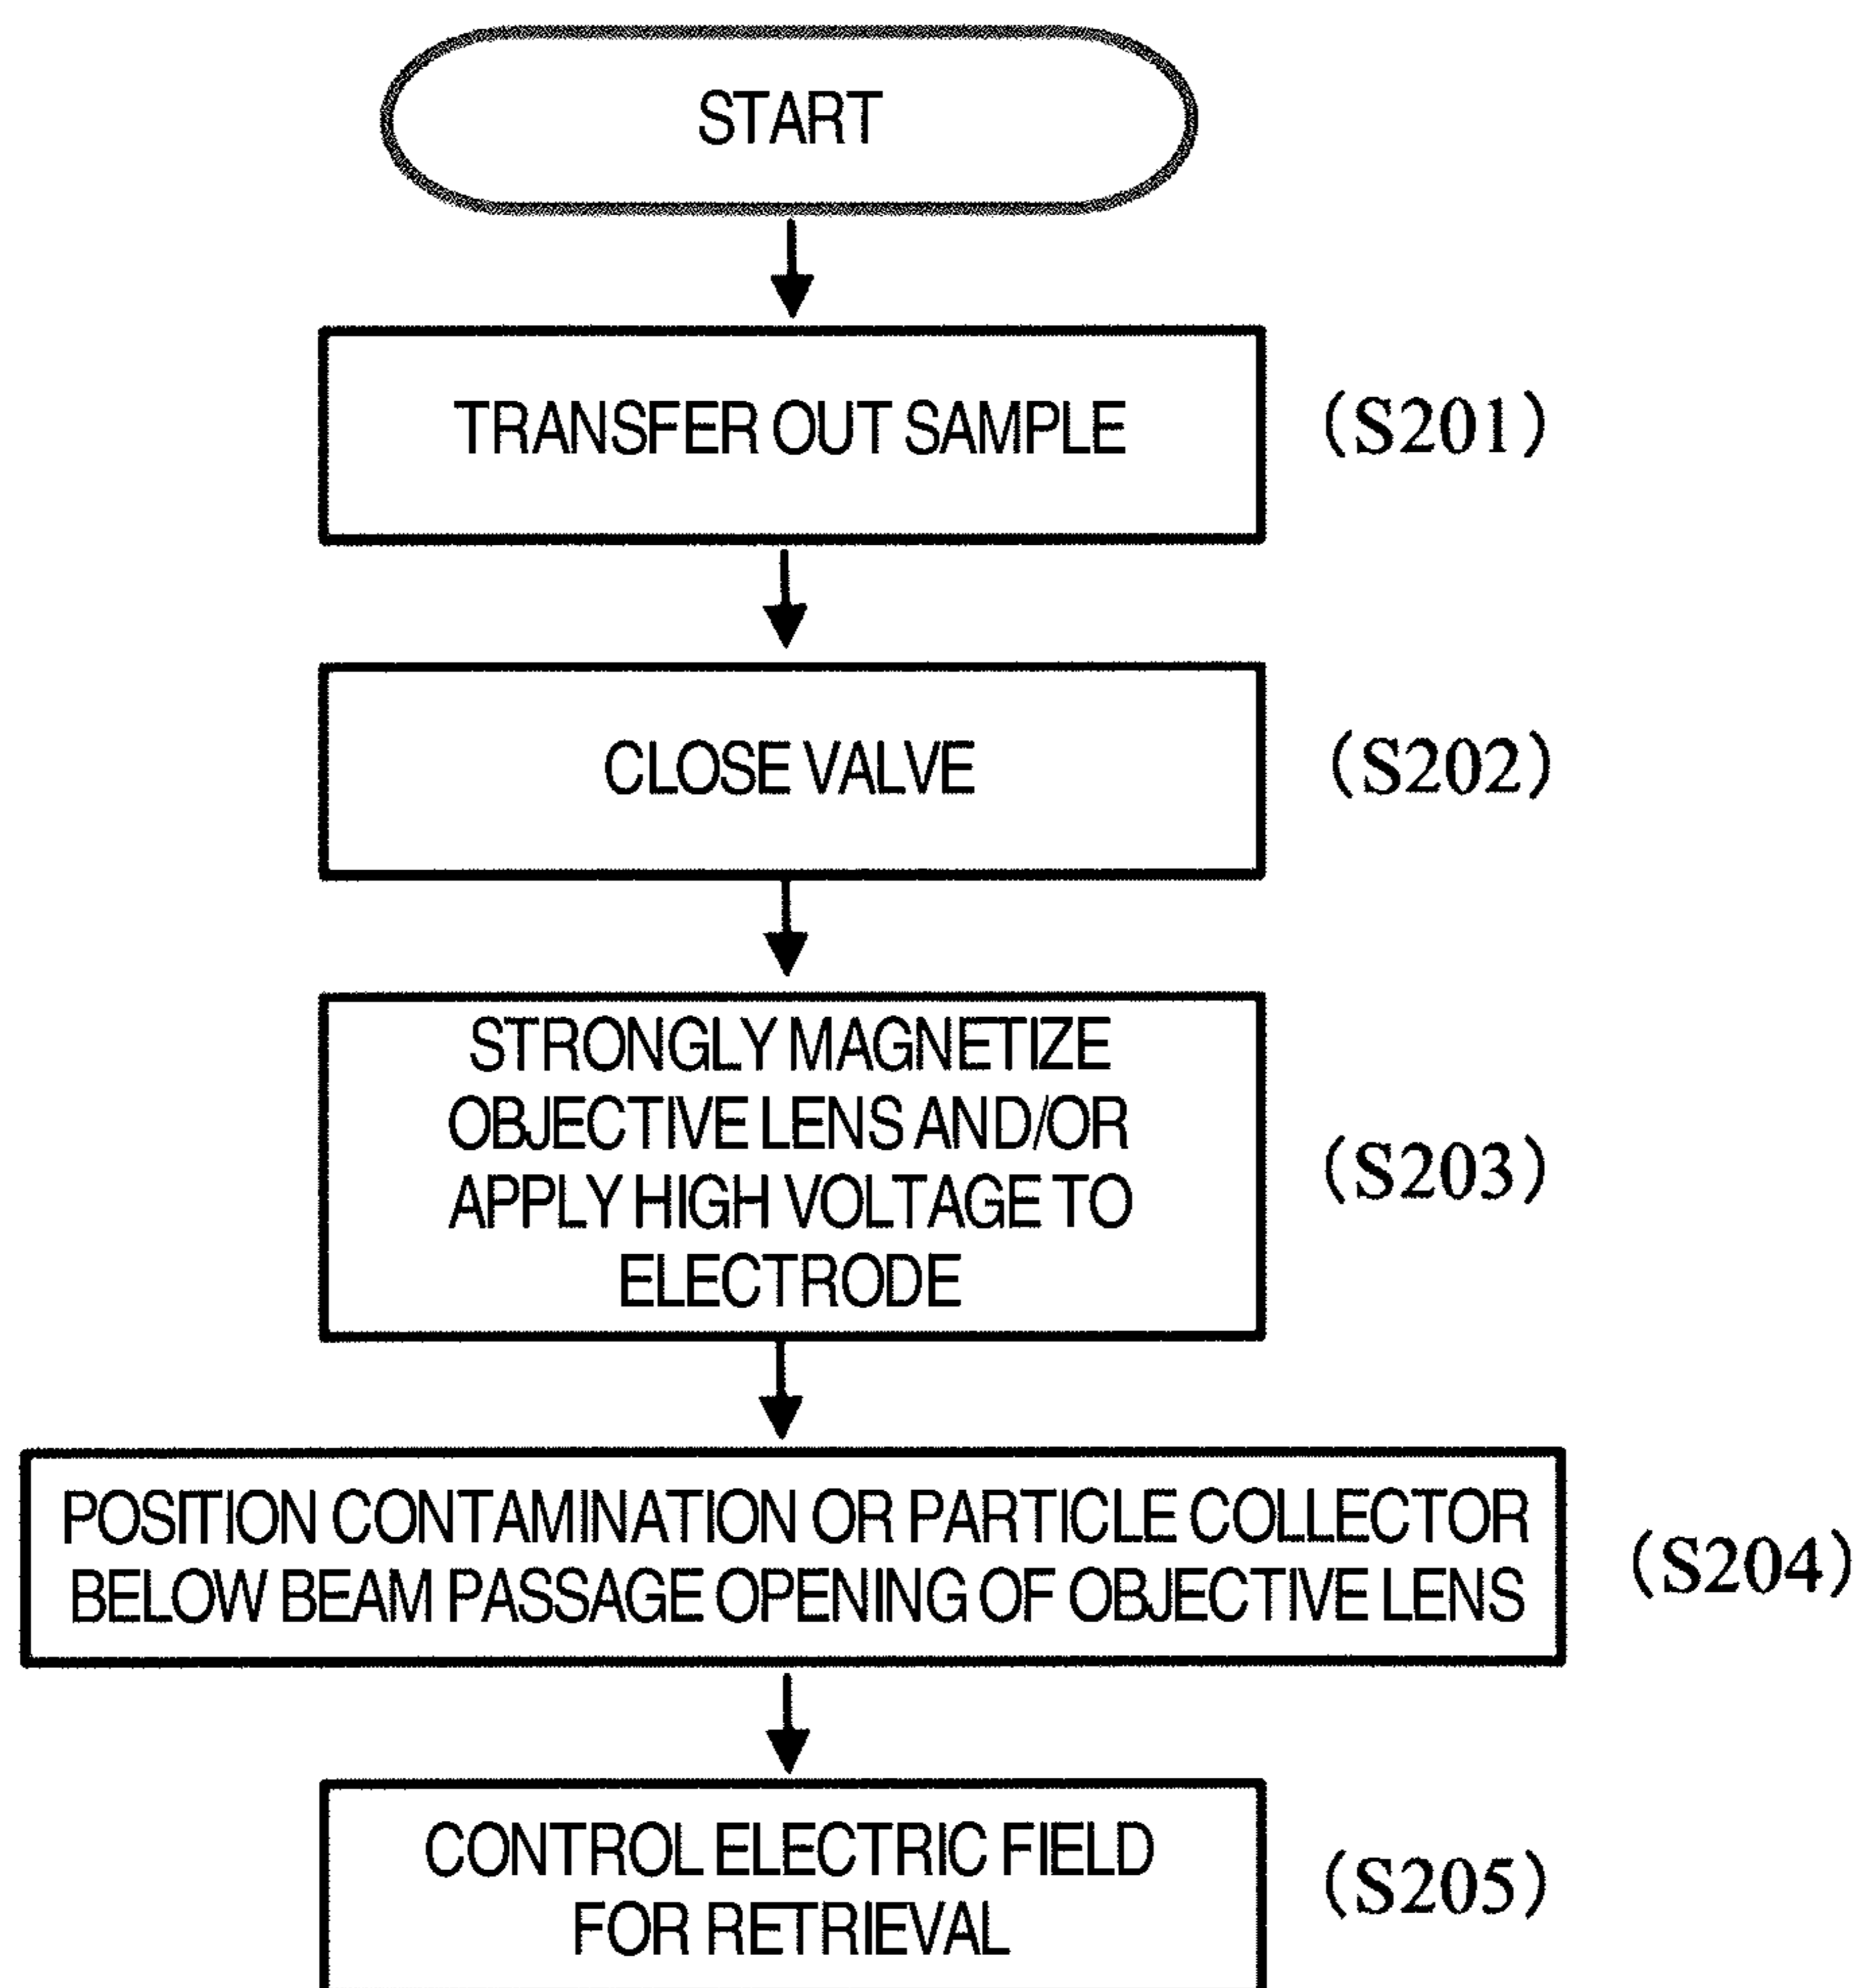 START
TRANSFER OUT SAMPLE
(S201)
CLOSE VALVE
(S202)
STRONGLY MAGNETIZE
OBJECTIVE LENS AND/OR
APPLY HIGH VOLTAGE TO
ELECTRODE
(S203)
POSITION CONTAMINATION OR PARTICLE COLLECTOR
BELOW BEAM PASSAGE OPENING OF OBJECTIVE LENS
(S204)
CONTROL ELECTRIC FIELD
FOR RETRIEVAL
(S205)